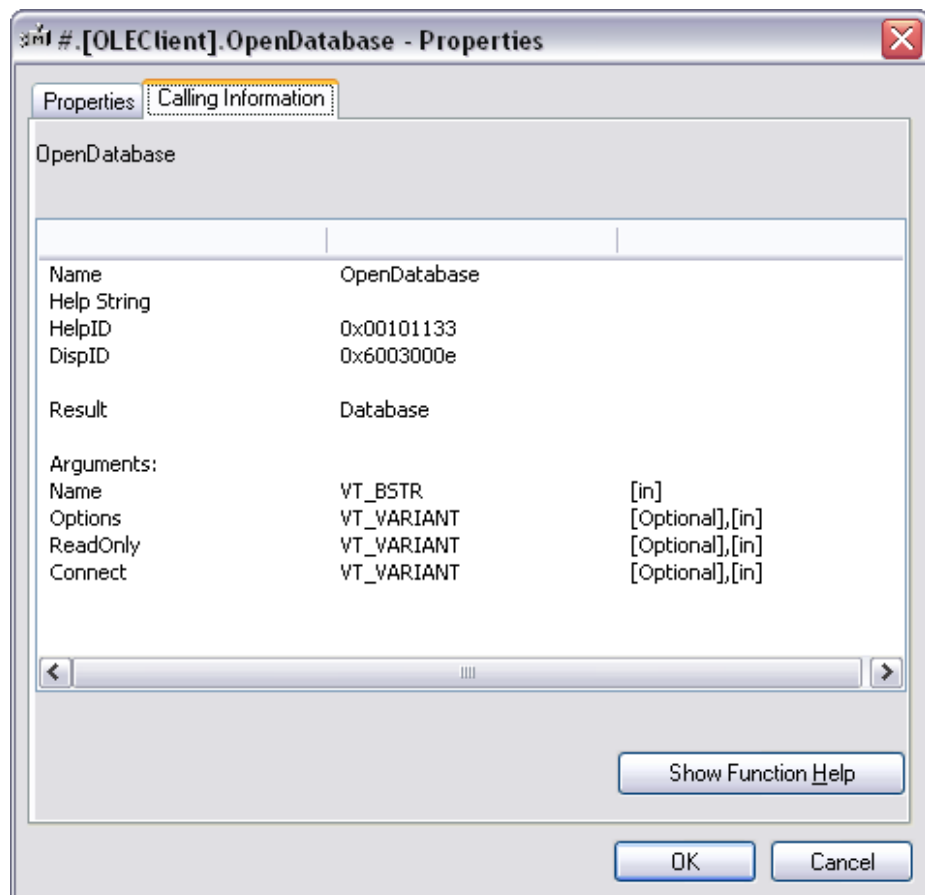 #.[OLEClient].OpenDatabase - Properties
Properties Calling Information
OpenDatabase
Name OpenDatabase
Help String
HelpID 0x00101133
DispID 0x6003000e
Result Database
Arguments:
Name VT_BSTR [in]
Options VT_VARIANT [Optional],[in]
ReadOnly VT_VARIANT [Optional],[in]
Connect VT_VARIANT [Optional],[in]
Show Function Help
OK Cancel